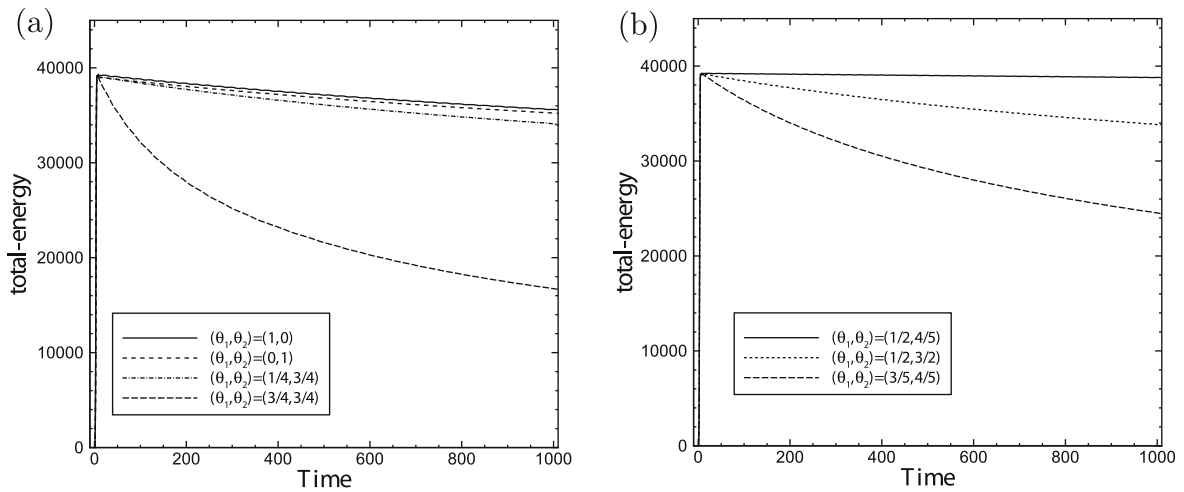 (a)
total-energy
40000
30000
20000
10000
0
(θ₁,θ₂)=(1,0)
(θ₁,θ₂)=(0,1)
(θ₁,θ₂)=(1/4,3/4)
(θ₁,θ₂)=(3/4,3/4)
0 200 400 600 800 1000
Time
(b)
total-energy
40000
30000
20000
10000
0
(θ₁,θ₂)=(1/2,4/5)
(θ₁,θ₂)=(1/2,3/2)
(θ₁,θ₂)=(3/5,4/5)
0 200 400 600 800 1000
Time